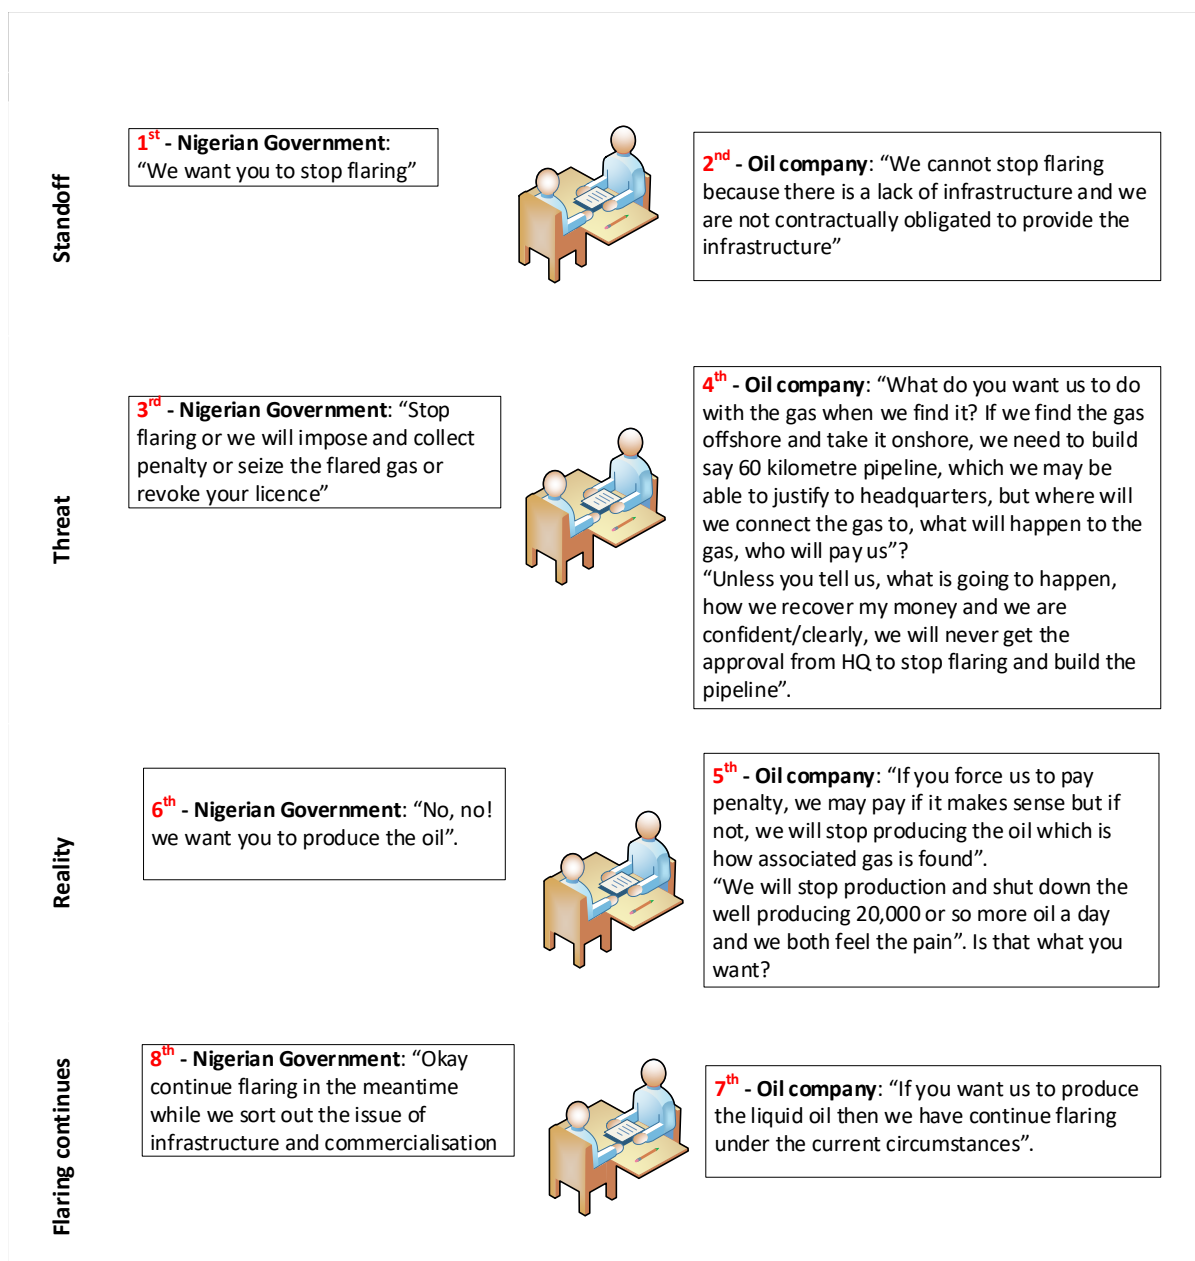 Standoff
1st - Nigerian Government:
“We want you to stop flaring”
2nd - Oil company: “We cannot stop flaring
because there is a lack of infrastructure and we
are not contractually obligated to provide the
infrastructure”
Threat
3rd - Nigerian Government: “Stop
flaring or we will impose and collect
penalty or seize the flared gas or
revoke your licence”
4th - Oil company: “What do you want us to do
with the gas when we find it? If we find the gas
offshore and take it onshore, we need to build
say 60 kilometre pipeline, which we may be
able to justify to headquarters, but where will
we connect the gas to, what will happen to the
gas, who will pay us”?
“Unless you tell us, what is going to happen,
how we recover my money and we are
confident/clearly, we will never get the
approval from HQ to stop flaring and build the
pipeline”.
Reality
5th - Oil company: “If you force us to pay
penalty, we may pay if it makes sense but if
not, we will stop producing the oil which is
how associated gas is found”.
“We will stop production and shut down the
well producing 20,000 or so more oil a day
and we both feel the pain”. Is that what you
want?
6th - Nigerian Government: “No, no!
we want you to produce the oil”.
Flaring continues
7th - Oil company: “If you want us to produce
the liquid oil then we have continue flaring
under the current circumstances”.
8th - Nigerian Government: “Okay
continue flaring in the meantime
while we sort out the issue of
infrastructure and commercialisation